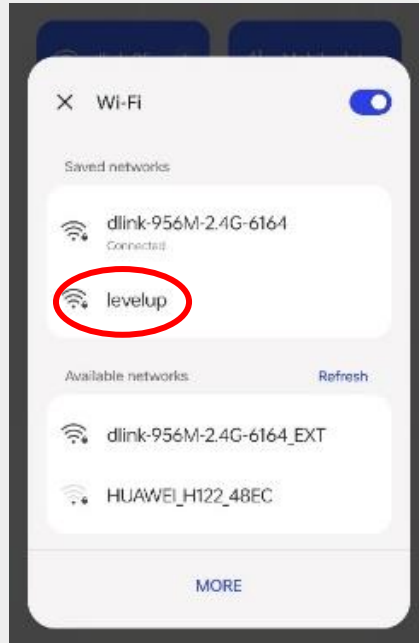 Wi-Fi
Saved networks
dlink-956M-2.4G-6164
Connected
levelup
Available networks Refresh
dlink-956M-2.4G-6164_EXT
HUAWEI_H122_48EC
MORE